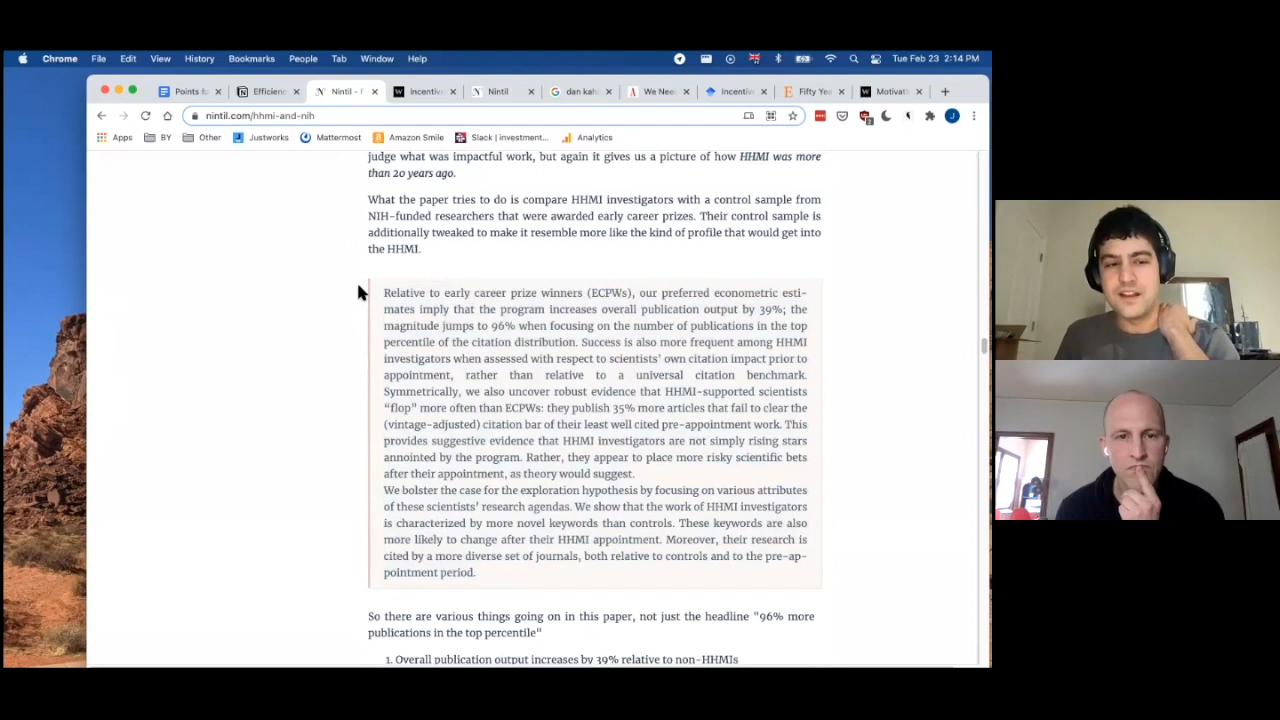 Chrome File Edit View History Bookmarks People Tab Window Help Tue Feb 23 2:14 PM
Points fo Efficienc Nintil - F Incentive Nintil dan kaha We Need Incentive Fifty Yea Motivati
nintil.com/hhmi-and-nih
Apps BY Other Justworks Mattermost Amazon Smile Slack | investment... Analytics
judge what was impactful work, but again it gives us a picture of how HHMI was more
than 20 years ago.
What the paper tries to do is compare HHMI investigators with a control sample from
NIH-funded researchers that were awarded early career prizes. Their control sample is
additionally tweaked to make it resemble more like the kind of profile that would get into
the HHMI.
Relative to early career prize winners (ECPWs), our preferred econometric esti-
mates imply that the program increases overall publication output by 39%; the
magnitude jumps to 96% when focusing on the number of publications in the top
percentile of the citation distribution. Success is also more frequent among HHMI
investigators when assessed with respect to scientists' own citation impact prior to
appointment, rather than relative to a universal citation benchmark.
Symmetrically, we also uncover robust evidence that HHMI-supported scientists
“flop” more often than ECPWs: they publish 35% more articles that fail to clear the
(vintage-adjusted) citation bar of their least well cited pre-appointment work. This
provides suggestive evidence that HHMI investigators are not simply rising stars
annointed by the program. Rather, they appear to place more risky scientific bets
after their appointment, as theory would suggest.
We bolster the case for the exploration hypothesis by focusing on various attributes
of these scientists' research agendas. We show that the work of HHMI investigators
is characterized by more novel keywords than controls. These keywords are also
more likely to change after their HHMI appointment. Moreover, their research is
cited by a more diverse set of journals, both relative to controls and to the pre-ap-
pointment period.
So there are various things going on in this paper, not just the headline "96% more
publications in the top percentile"
1. Overall publication output increases by 39% relative to non-HHMIs